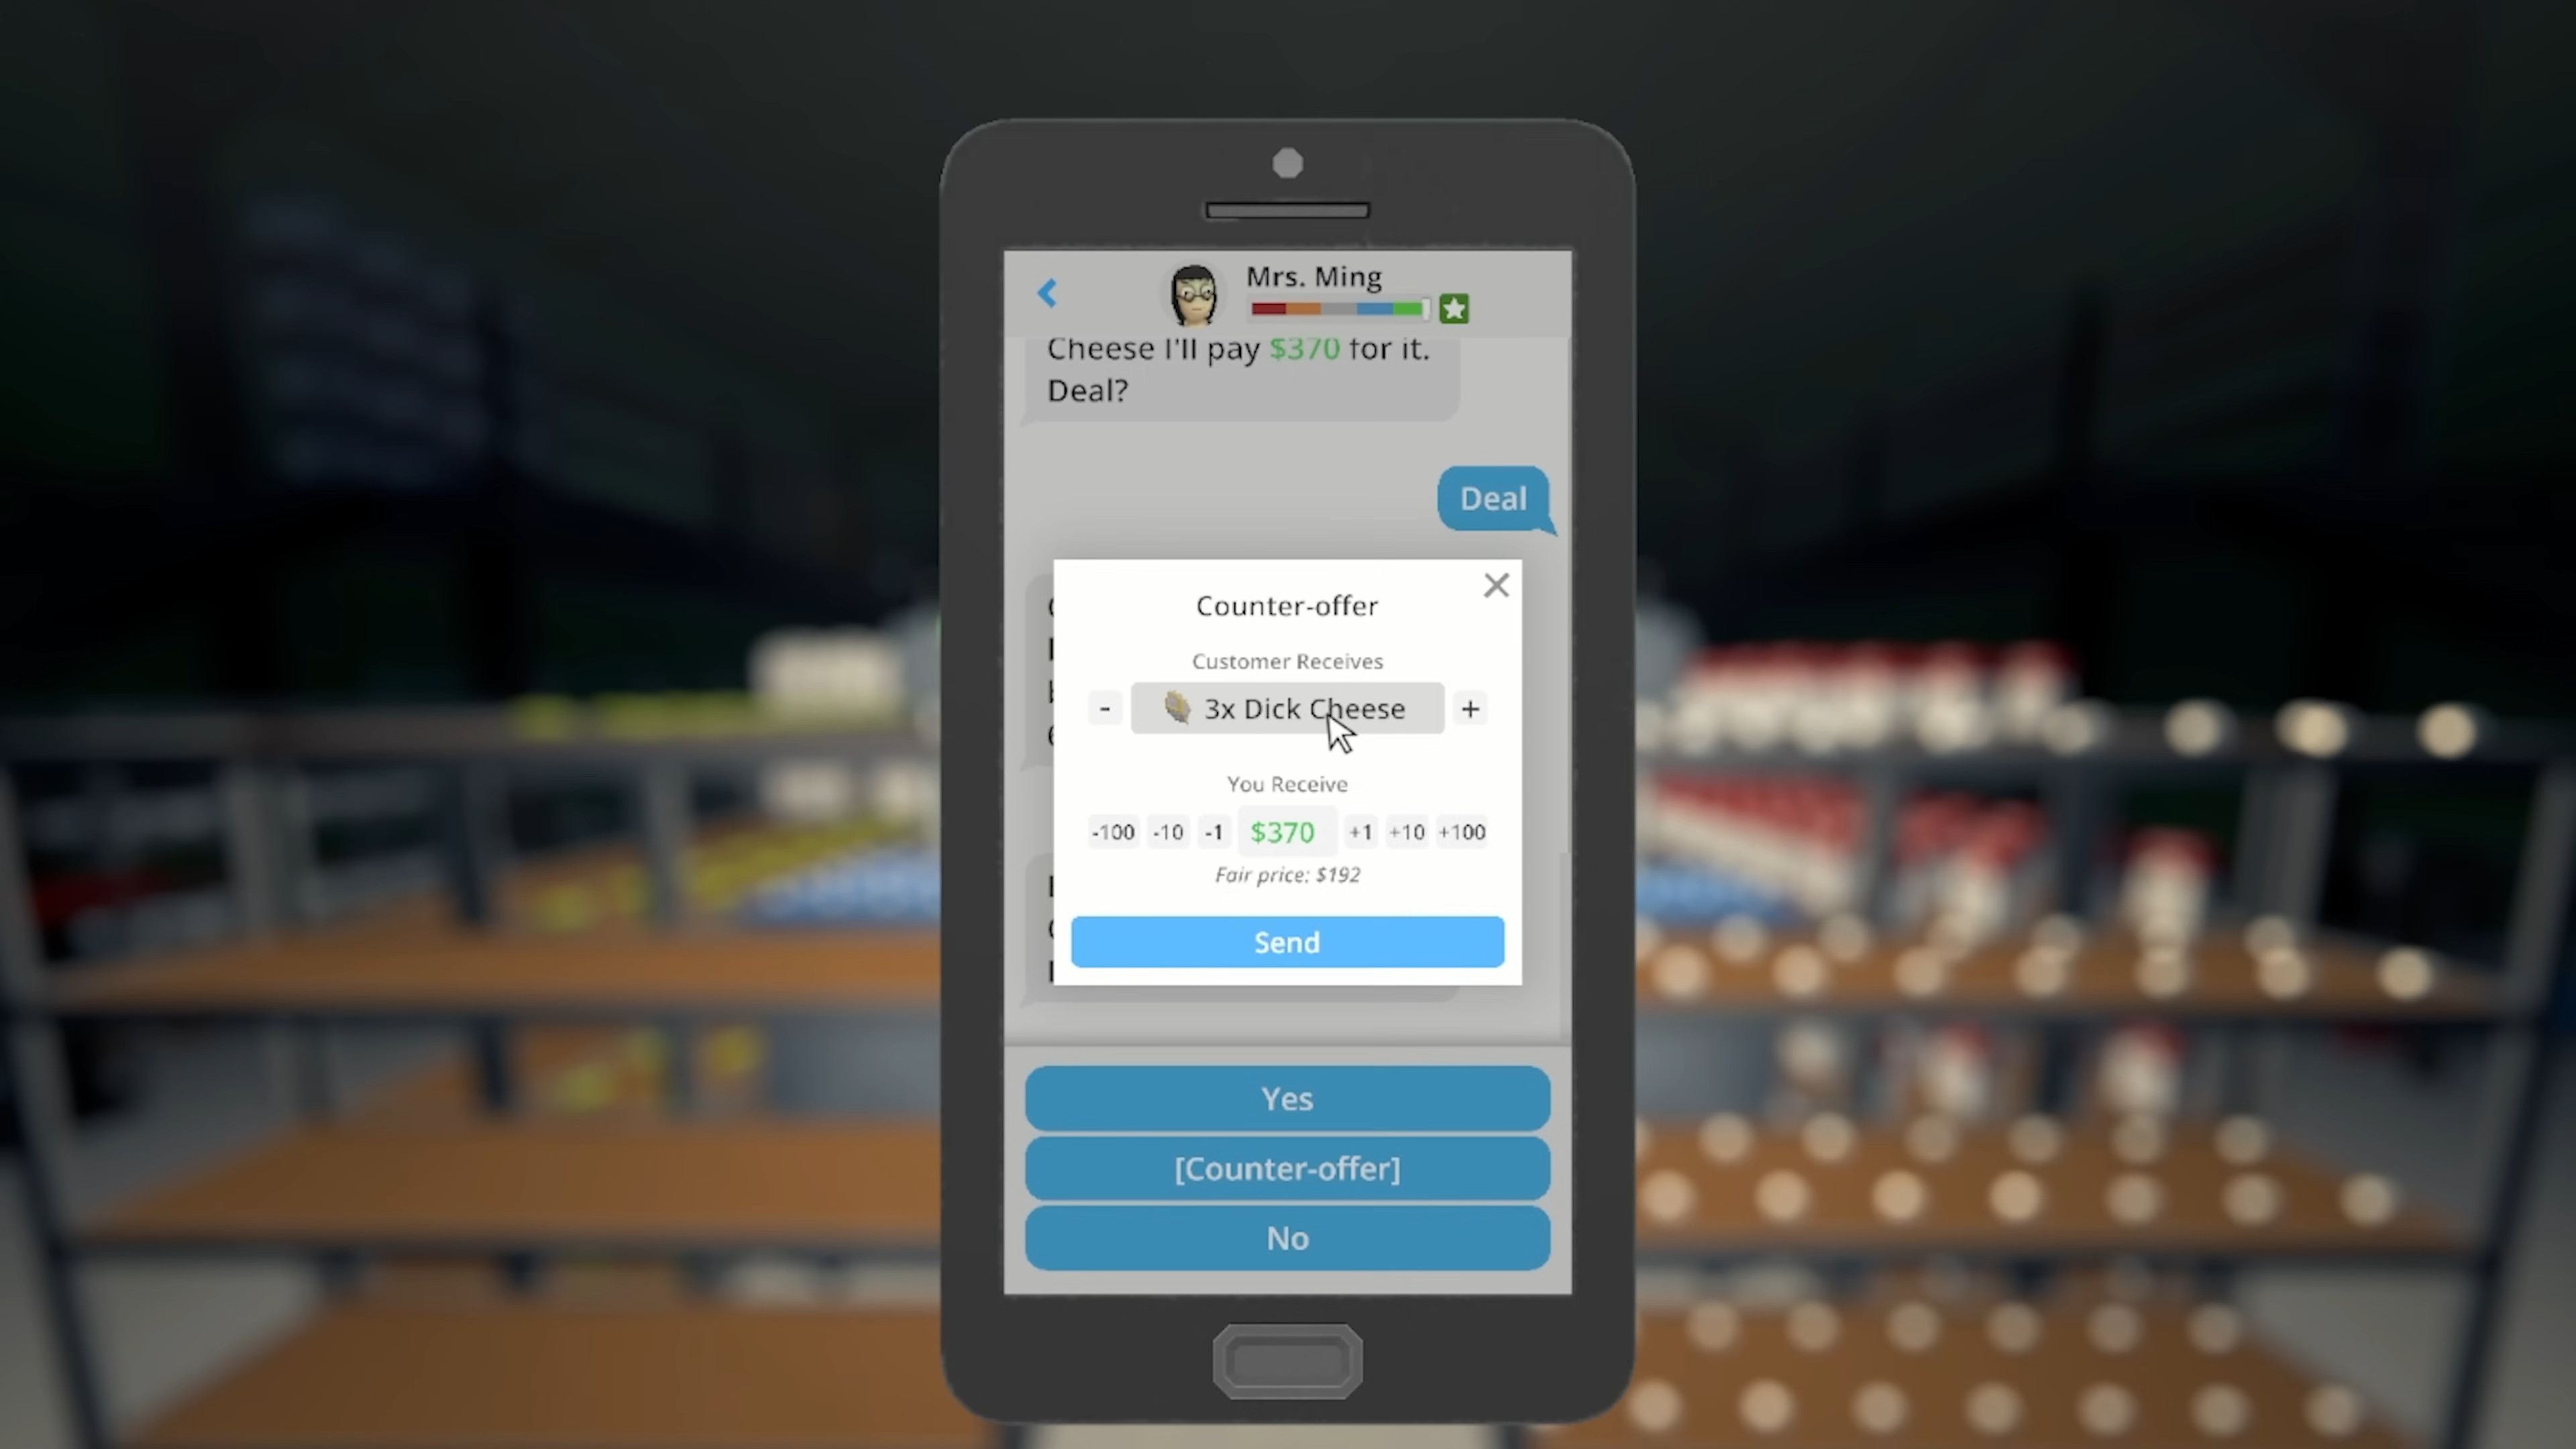 Mrs. Ming
Cheese I'll pay $370 for it.
Deal?
Deal
Counter-offer
Customer Receives
- 3x Dick Cheese +
You Receive
-100 -10 -1 $370 +1 +10 +100
Fair price: $192
Send
Yes
[Counter-offer]
No